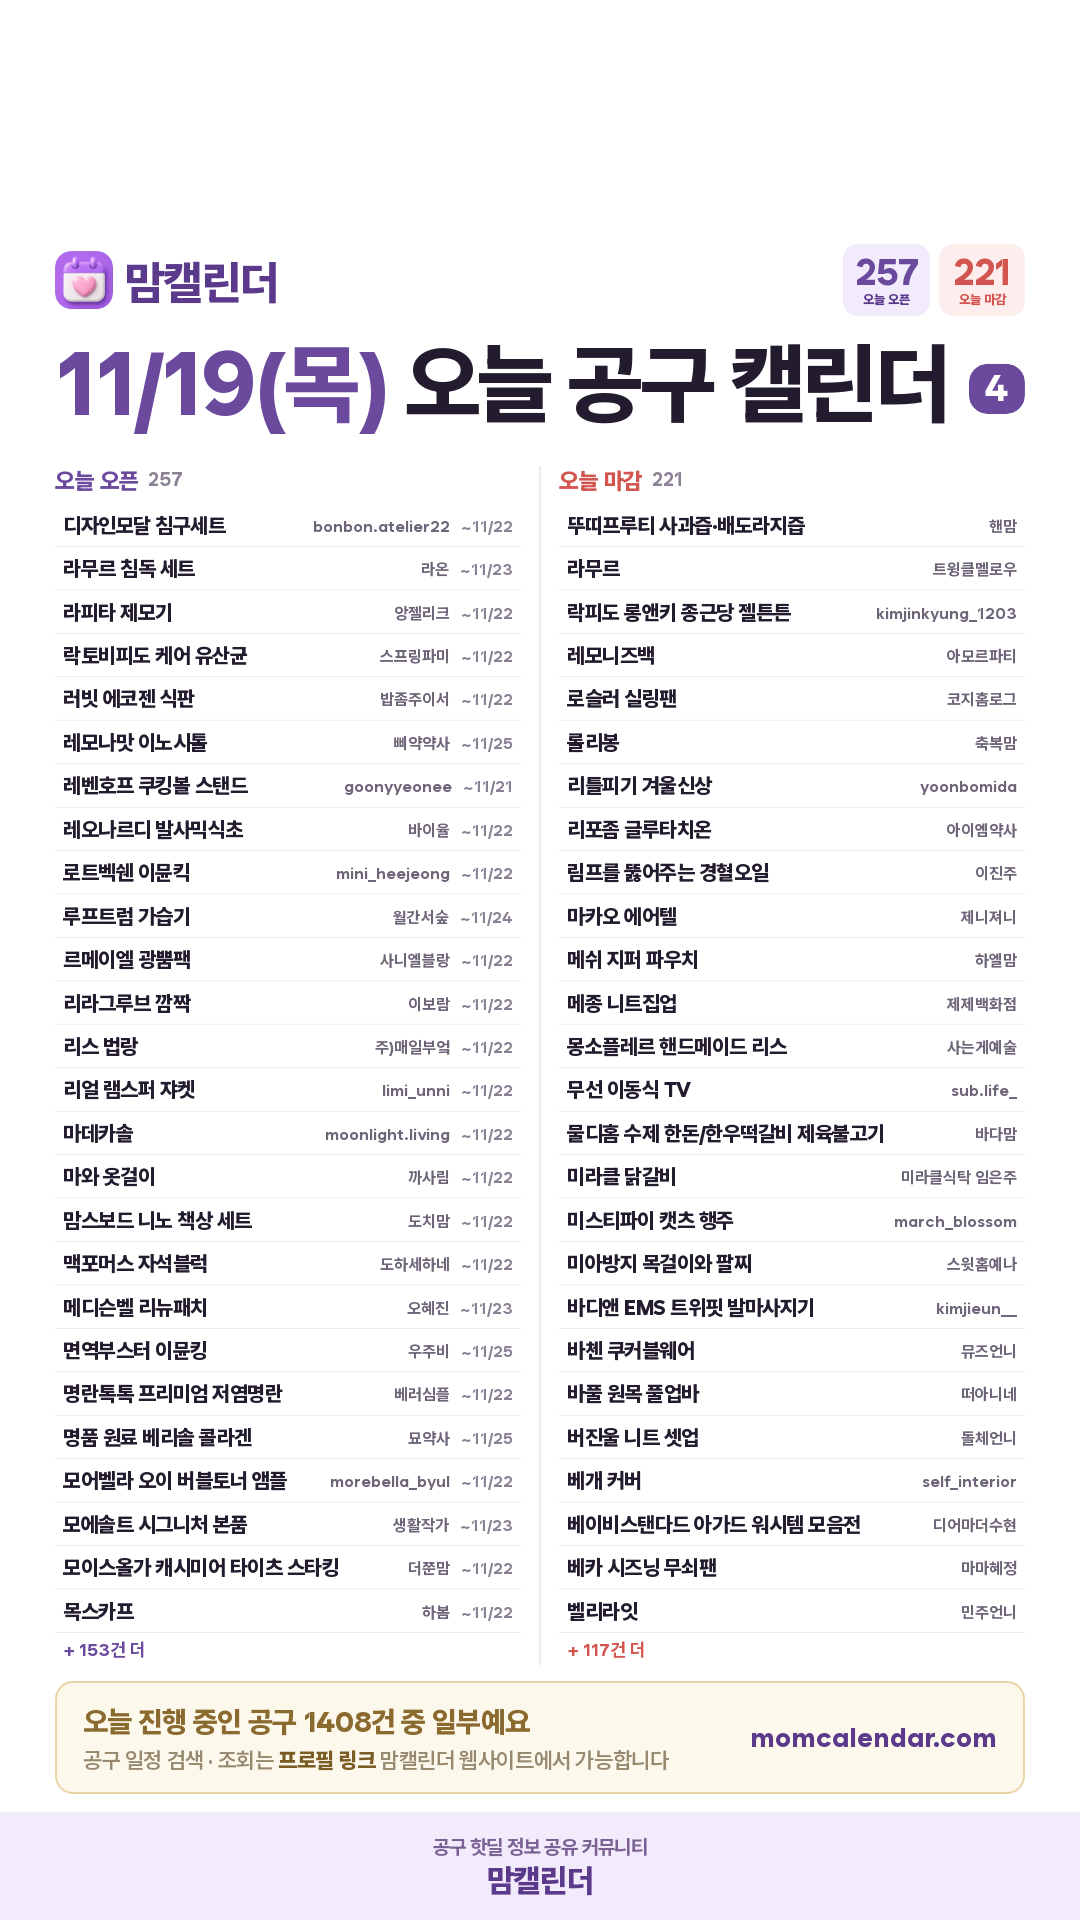 맘캘린더
257
오늘 오픈
221
오늘 마감
11/19(목) 오늘 공구 캘린더 4
오늘 오픈 257
디자인모달 침구세트 bonbon.atelier22 ~11/22
라무르 침독 세트 라온 ~11/23
라피타 제모기 앙젤리크 ~11/22
락토비피도 케어 유산균 스프링파미 ~11/22
러빗 에코젠 식판 밥좀주이서 ~11/22
레모나맛 이노시톨 삐약약사 ~11/25
레벤호프 쿠킹볼 스탠드 goonyyeonee ~11/21
레오나르디 발사믹식초 바이율 ~11/22
로트벡쉔 이뮨킥 mini_heejeong ~11/22
루프트럼 가습기 월간서숲 ~11/24
르메이엘 광뿜팩 사니엘블랑 ~11/22
리라그루브 깜짝 이보람 ~11/22
리스 법랑 주)매일부엌 ~11/22
리얼 램스퍼 쟈켓 limi_unni ~11/22
마데카솔 moonlight.living ~11/22
마와 옷걸이 까사림 ~11/22
맘스보드 니노 책상 세트 도치맘 ~11/22
맥포머스 자석블럭 도하세하네 ~11/22
메디슨벨 리뉴패치 오혜진 ~11/23
면역부스터 이뮨킹 우주비 ~11/25
명란톡톡 프리미엄 저염명란 베러심플 ~11/22
명품 원료 베리솔 콜라겐 묘약사 ~11/25
모어벨라 오이 버블토너 앰플 morebella_byul ~11/22
모에솔트 시그니처 본품 생활작가 ~11/23
모이스올가 캐시미어 타이츠 스타킹 더쭌맘 ~11/22
목스카프 하봄 ~11/22
+ 153건 더
오늘 마감 221
뚜띠프루티 사과즙·배도라지즙 핸맘
라무르 트윙클멜로우
락피도 롱앤키 종근당 젤튼튼 kimjinkyung_1203
레모니즈백 아모르파티
로슬러 실링팬 코지홈로그
롤리봉 축복맘
리틀피기 겨울신상 yoonbomida
리포좀 글루타치온 아이엠약사
림프를 뚫어주는 경혈오일 이진주
마카오 에어텔 제니져니
메쉬 지퍼 파우치 하엘맘
메종 니트집업 제제백화점
몽소플레르 핸드메이드 리스 사는게예술
무선 이동식 TV sub.life_
물디홈 수제 한돈/한우떡갈비 제육불고기 바다맘
미라클 닭갈비 미라클식탁 임은주
미스티파이 캣츠 행주 march_blossom
미아방지 목걸이와 팔찌 스윗홈예나
바디앤 EMS 트위핏 발마사지기 kimjieun__
바첸 쿠커블웨어 뮤즈언니
바풀 원목 풀업바 떠아니네
버진울 니트 셋업 돌체언니
베개 커버 self_interior
베이비스탠다드 아가드 워시템 모음전 디어마더수현
베카 시즈닝 무쇠팬 마마혜정
벨리라잇 민주언니
+ 117건 더
오늘 진행 중인 공구 1408건 중 일부예요
공구 일정 검색 · 조회는 프로필 링크 맘캘린더 웹사이트에서 가능합니다
momcalendar.com
공구 핫딜 정보 공유 커뮤니티
맘캘린더